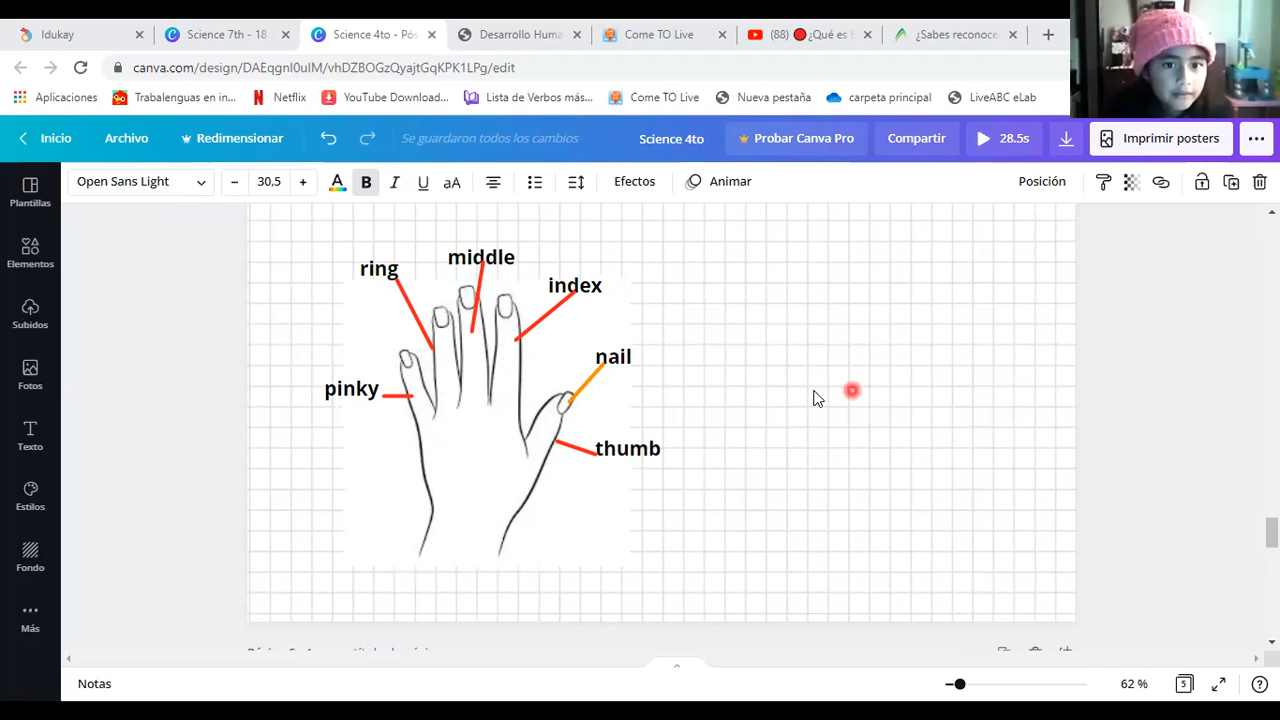 Idukay
Science 7th - 18
Science 4to - Pós
Desarrollo Huma
Come TO Live
(88) ¿Qué es E
¿Sabes reconoce
canva.com/design/DAEqgnI0uIM/vhDZBOGzQyatrGqKPK1LPg/edit
Aplicaciones
Trabalenguas en in...
Netflix
YouTube Download...
Lista de Verbos más...
Come TO Live
Nueva pestaña
carpeta principal
LiveABC eLab
Inicio
Archivo
Redimensionar
Se guardaron todos los cambios
Science 4to
Probar Canva Pro
Compartir
28.5s
Imprimir posters
Open Sans Light
30,5
A
B
I
U
aA
Efectos
Animar
Posición
Plantillas
Elementos
Subidos
Fotos
Texto
Estilos
Fondo
Más
ring
middle
index
nail
pinky
thumb
Notas
62 %
5